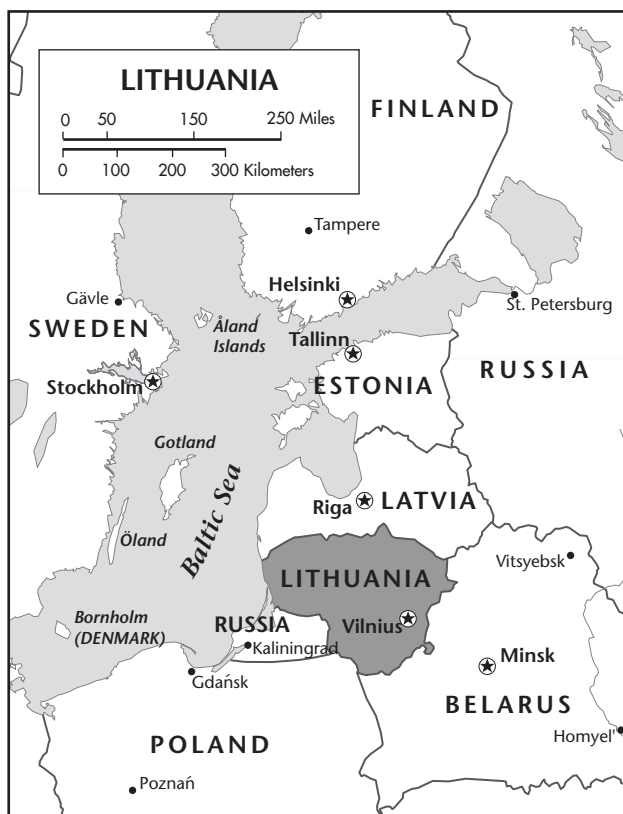 LITHUANIA
0 50 150 250 Miles
0 100 200 300 Kilometers
FINLAND
Tampere
Helsinki
Gävle
St. Petersburg
SWEDEN
Åland
Islands
Tallinn
RUSSIA
Stockholm
ESTONIA
Gotland
Baltic Sea
Riga
LATVIA
Öland
LITHUANIA
Vitsyebsk
Bornholm
(DENMARK)
RUSSIA
Vilnius
Kaliningrad
Minsk
Gdańsk
BELARUS
POLAND
Homyel'
Poznań